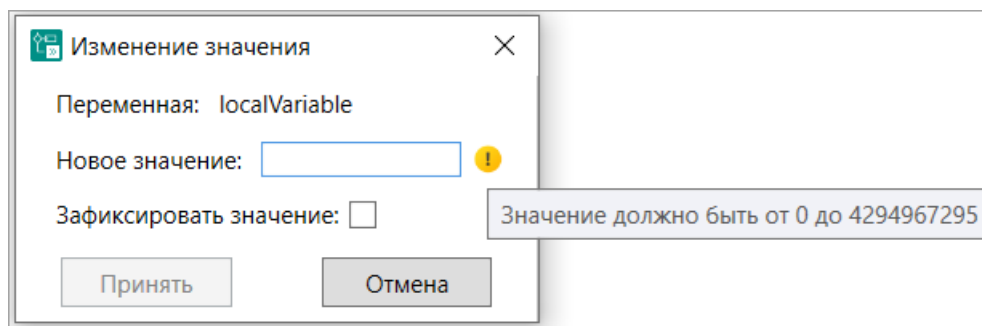 Изменение значения
Переменная: localVariable
Новое значение:
!
Зафиксировать значение:
Значение должно быть от 0 до 4294967295
Принять
Отмена